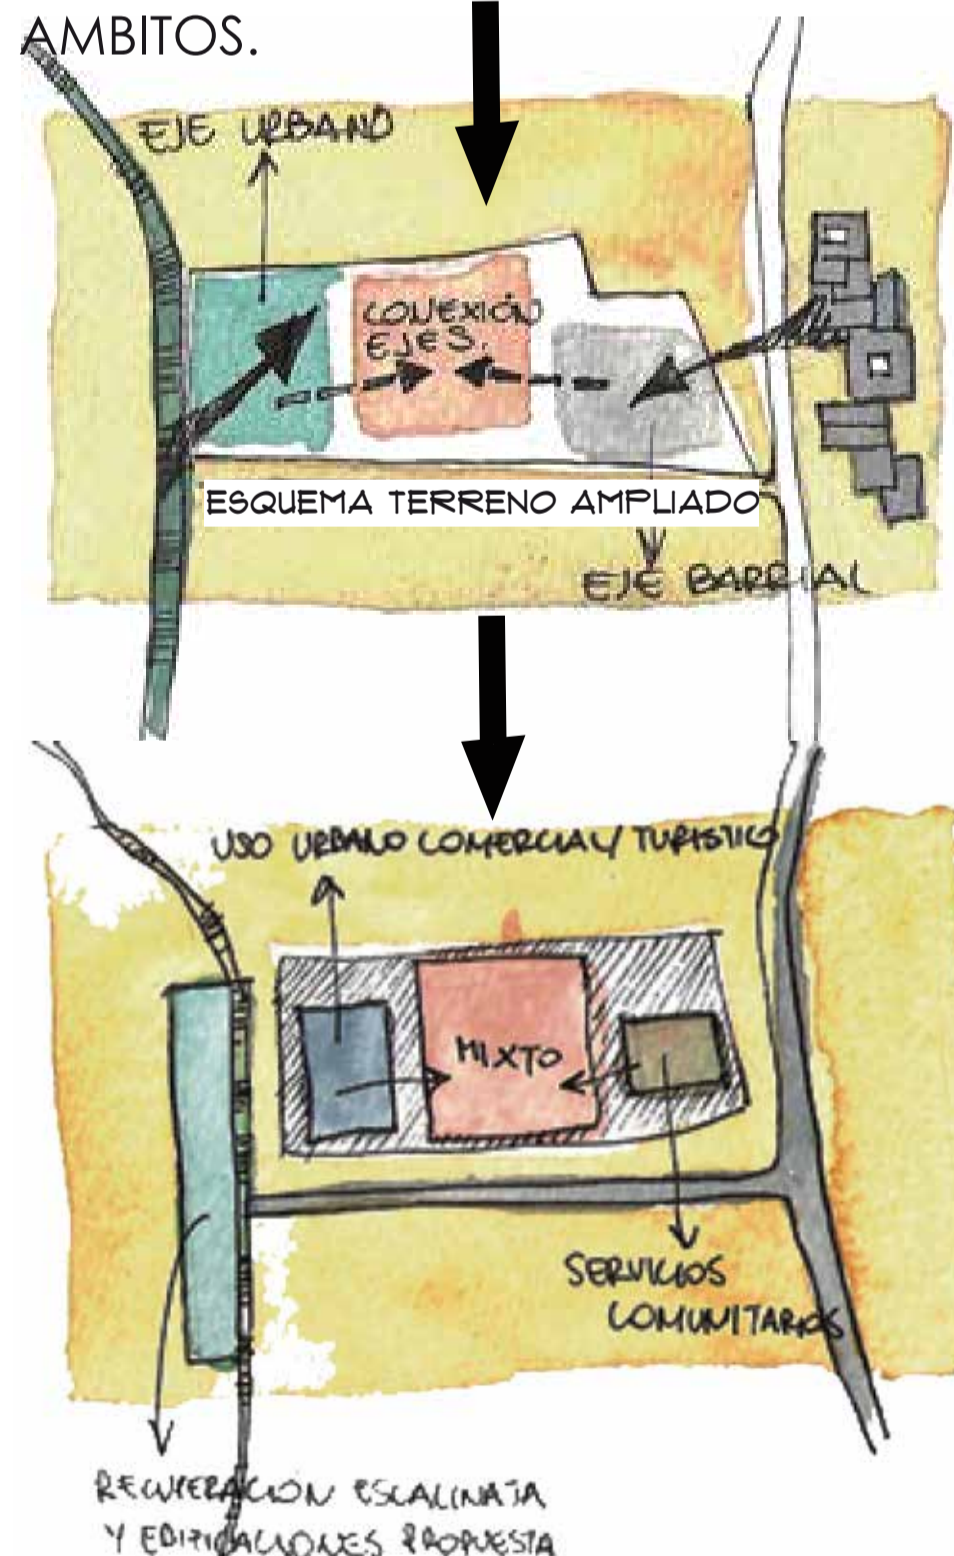 AMBITOS.
EJE URBANO
CONEXIÓN
EJES.
ESQUEMA TERRENO AMPLIADO
EJE BARRIAL
USO URBANO COMERCIAL Y TURISTICO
MIXTO
SERVICIOS
COMUNITARIOS
RECUPERACIÓN ESCALINATA
Y EDIFICACIONES PROPUESTA